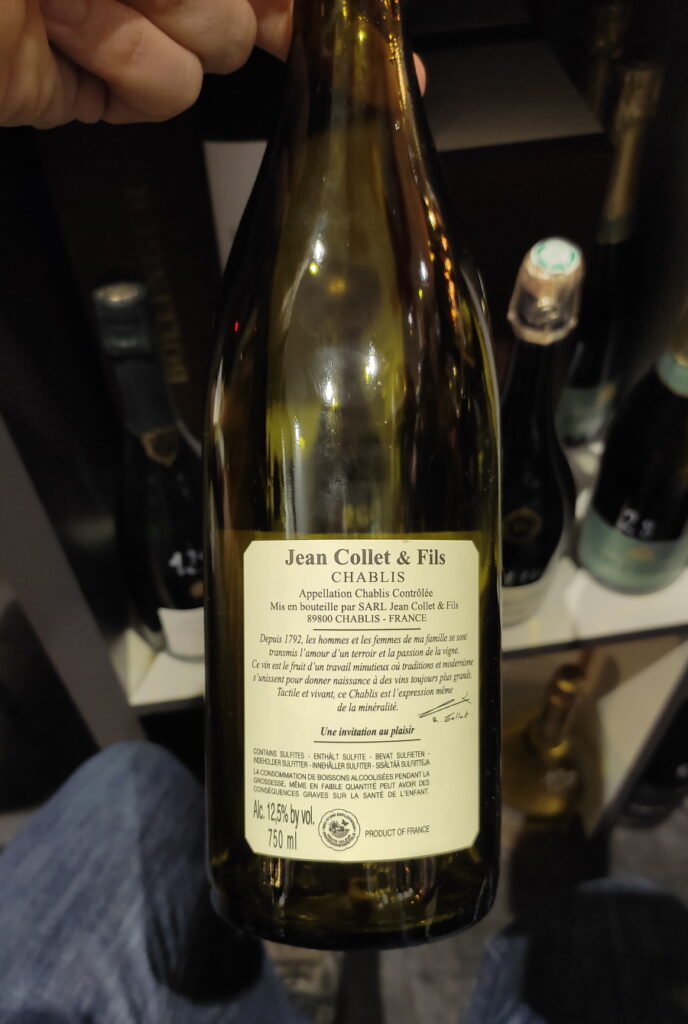 Jean Collet & Fils
CHABLIS
Appellation Chablis Contrôlée
Mis en bouteille par SARL Jean Collet & Fils
89800 CHABLIS - FRANCE
Depuis 1792, les hommes et les femmes de ma famille se sont
transmis l'amour d'un terroir et la passion de la vigne.
Ce vin est le fruit d'un travail minutieux où traditions et modernisme
s'unissent pour donner naissance à des vins toujours plus grands.
Tactile et vivant, ce Chablis est l'expression même
de la minéralité.
Une invitation au plaisir
CONTAINS SULFITES - ENTHÄLT SULFITE - BEVAT SULFIETEN -
INDEHOLDER SULFITTER - INNEHÅLLER SULFITER - SISÄLTÄÄ SULFIITTEJA
LA CONSOMMATION DE BOISSONS ALCOOLISÉES PENDANT LA
GROSSESSE, MÊME EN FAIBLE QUANTITÉ PEUT AVOIR DES
CONSÉQUENCES GRAVES SUR LA SANTÉ DE L'ENFANT.
Alc. 12,5% by vol.
750 ml
PRODUCT OF FRANCE